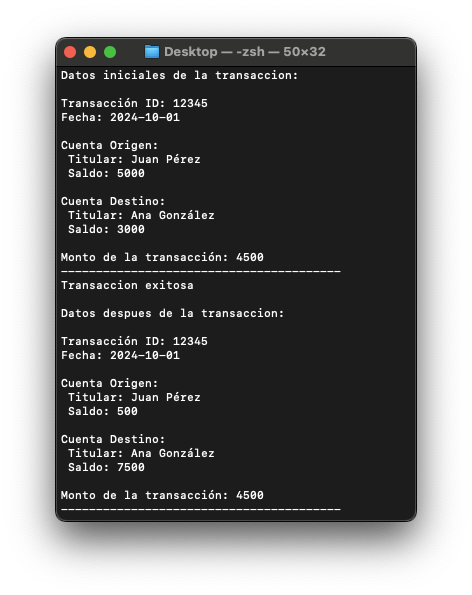 Desktop — -zsh — 50×32
Datos iniciales de la transaccion:
Transacción ID: 12345
Fecha: 2024-10-01
Cuenta Origen:
Titular: Juan Pérez
Saldo: 5000
Cuenta Destino:
Titular: Ana González
Saldo: 3000
Monto de la transacción: 4500
----------------------------------------
Transaccion exitosa
Datos despues de la transaccion:
Transacción ID: 12345
Fecha: 2024-10-01
Cuenta Origen:
Titular: Juan Pérez
Saldo: 500
Cuenta Destino:
Titular: Ana González
Saldo: 7500
Monto de la transacción: 4500
----------------------------------------